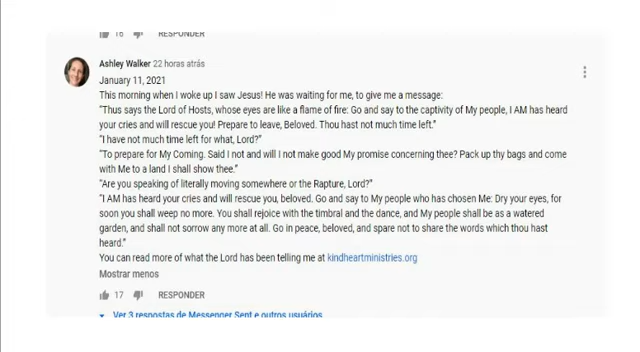 16 RESPONDER
Ashley Walker 22 horas atrás
January 11, 2021
This morning when I woke up I saw Jesus! He was waiting for me, to give me a message:
"Thus says the Lord of Hosts, whose eyes are like a flame of fire: Go and say to the captivity of My people, I AM has heard
your cries and will rescue you! Prepare to leave, Beloved. Thou hast not much time left."
"I have not much time left for what, Lord?"
"To prepare for My Coming. Said I not and will I not make good My promise concerning thee? Pack up thy bags and come
with Me to a land I shall show thee."
"Are you speaking of literally moving somewhere or the Rapture, Lord?"
"I AM has heard your cries and will rescue you, beloved. Go and say to My people who has chosen Me: Dry your eyes, for
soon you shall weep no more. You shall rejoice with the timbral and the dance, and My people shall be as a watered
garden, and shall not sorrow any more at all. Go in peace, beloved, and spare not to share the words which thou hast
heard."
You can read more of what the Lord has been telling me at kindheartministries.org
Mostrar menos
17 RESPONDER
Ver 3 respostas de Messenger Sent e outros usuários